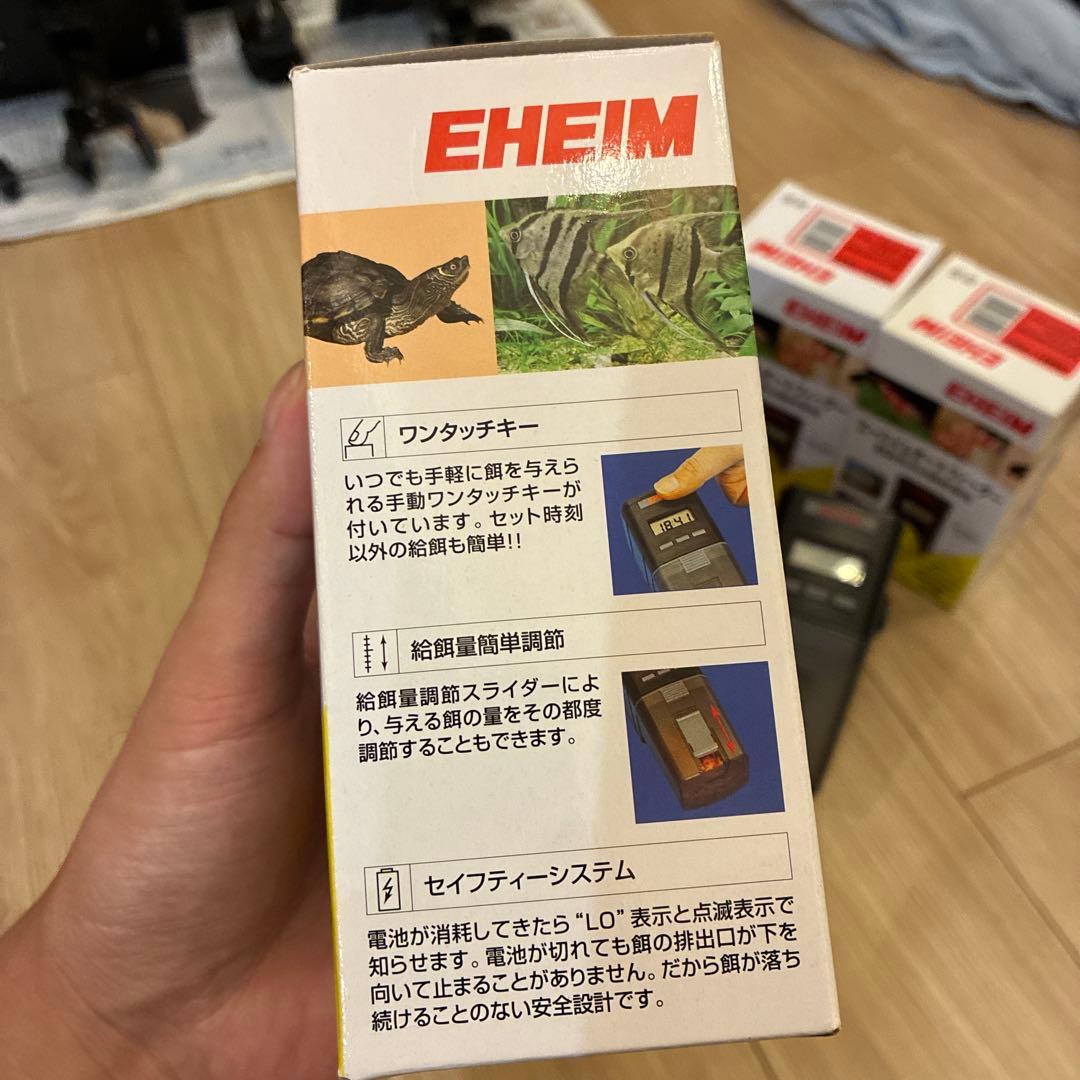 EHEIM
ワンタッチキー
いつでも手軽に餌を与えら
れる手動ワンタッチキーが
付いています。セット時刻
以外の給餌も簡単!!
18:41
給餌量簡単調節
給餌量調節スライダーによ
り、与える餌の量をその都度
調節することもできます。
セイフティーシステム
電池が消耗してきたら“LO”表示と点滅表示で
知らせます。電池が切れても餌の排出口が下を
向いて止まることがありません。だから餌が落ち
続けることのない安全設計です。
EHEIM
EHEIM
EHEIM
EHEIM